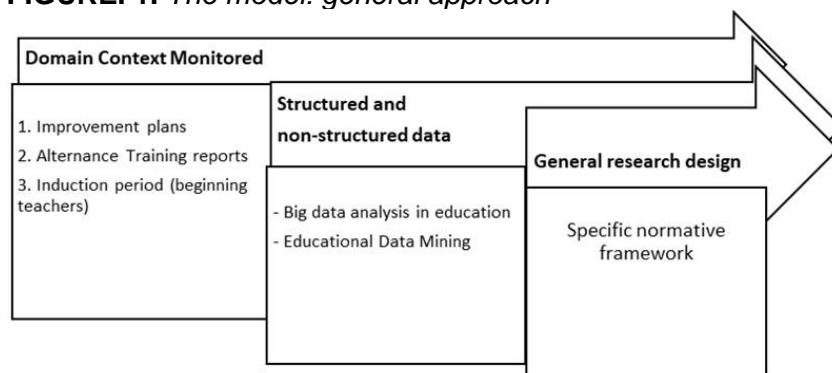 FIGURE. 1. The model: general approach
Domain Context Monitored
1. Improvement plans
2. Alternance Training reports
3. Induction period (beginning
teachers)
Structured and
non-structured data
- Big data analysis in education
- Educational Data Mining
General research design
Specific normative
framework